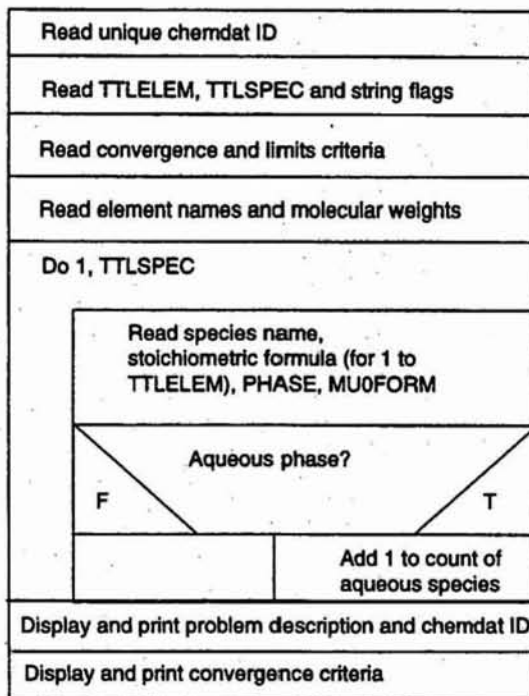 Read unique chemdat ID
Read TTLELEM, TTLSPEC and string flags
Read convergence and limits criteria
Read element names and molecular weights
Do 1, TTLSPEC
Read species name,
stoichiometric formula (for 1 to
TTLELEM), PHASE, MU0FORM
Aqueous phase?
F
T
Add 1 to count of
aqueous species
Display and print problem description and chemdat ID
Display and print convergence criteria